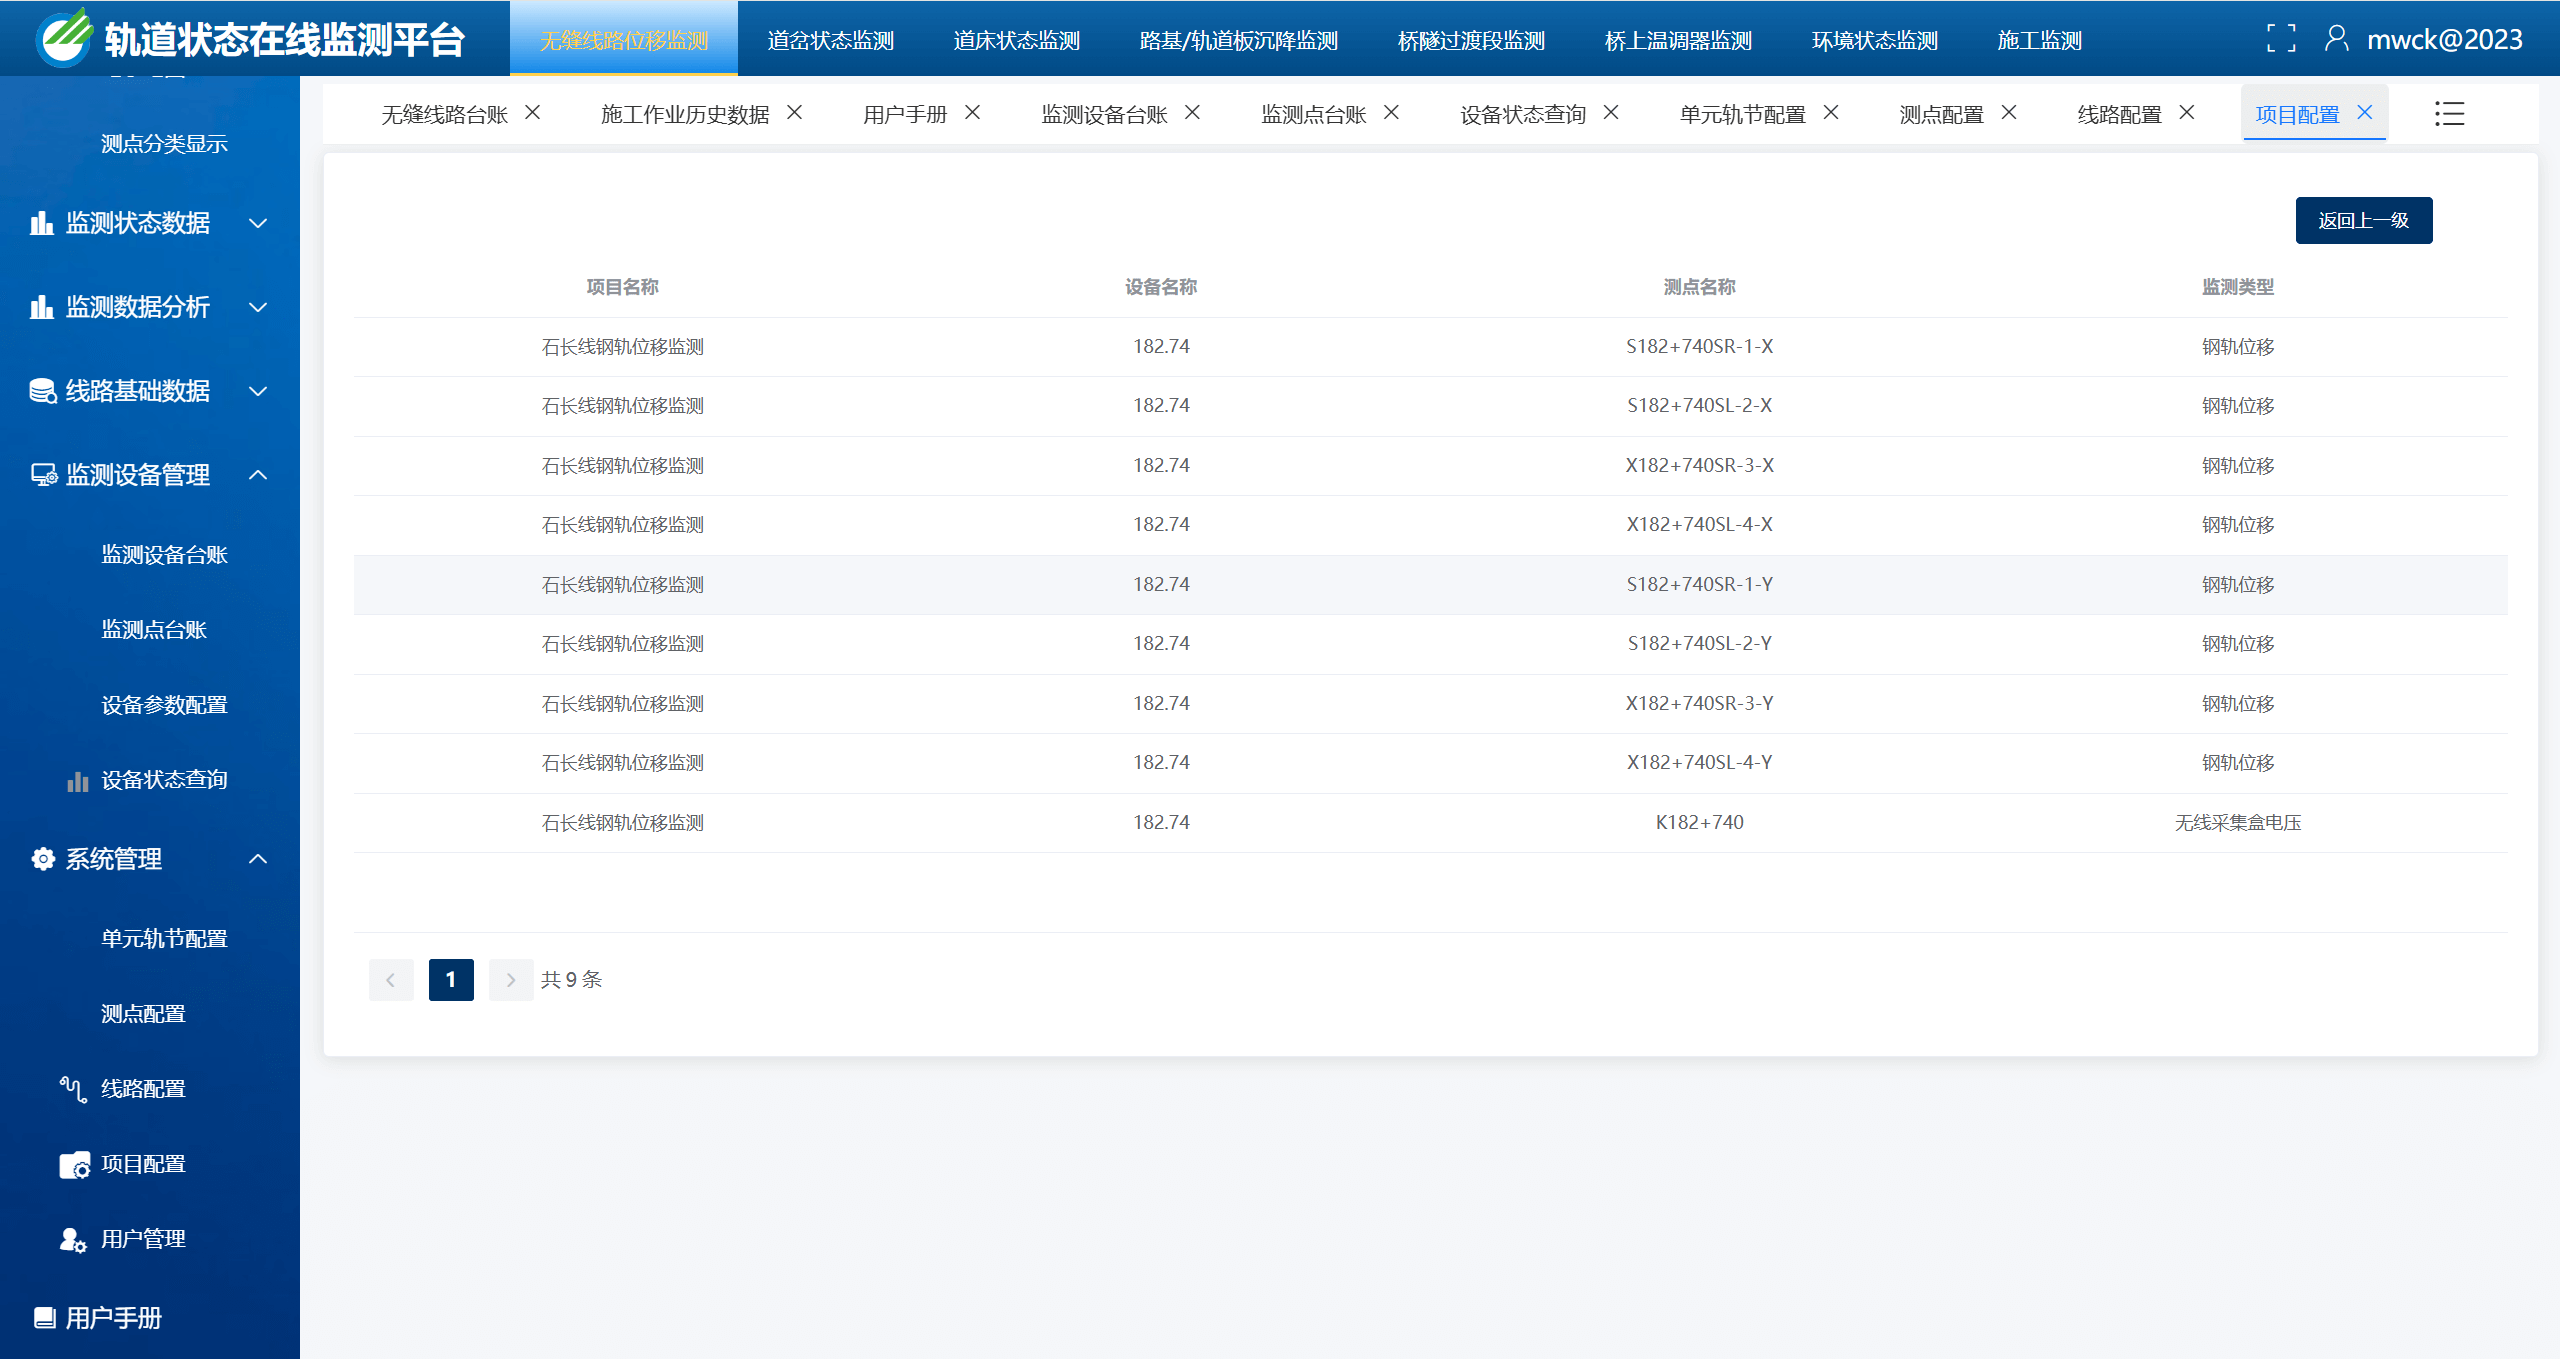 轨道状态在线监测平台
无缝线路位移监测 道岔状态监测 道床状态监测 路基/轨道板沉降监测 桥隧过渡段监测 桥上温调器监测 环境状态监测 施工监测 mwck@2023
无缝线路台账 施工作业历史数据 用户手册 监测设备台账 监测点台账 设备状态查询 单元轨节配置 测点配置 线路配置 项目配置
测点分类显示
监测状态数据
监测数据分析
线路基础数据
监测设备管理
监测设备台账
监测点台账
设备参数配置
设备状态查询
系统管理
单元轨节配置
测点配置
线路配置
项目配置
用户管理
用户手册
返回上一级
项目名称 设备名称 测点名称 监测类型
石长线钢轨位移监测 182.74 S182+740SR-1-X 钢轨位移
石长线钢轨位移监测 182.74 S182+740SL-2-X 钢轨位移
石长线钢轨位移监测 182.74 X182+740SR-3-X 钢轨位移
石长线钢轨位移监测 182.74 X182+740SL-4-X 钢轨位移
石长线钢轨位移监测 182.74 S182+740SR-1-Y 钢轨位移
石长线钢轨位移监测 182.74 S182+740SL-2-Y 钢轨位移
石长线钢轨位移监测 182.74 X182+740SR-3-Y 钢轨位移
石长线钢轨位移监测 182.74 X182+740SL-4-Y 钢轨位移
石长线钢轨位移监测 182.74 K182+740 无线采集盒电压
1 共 9 条